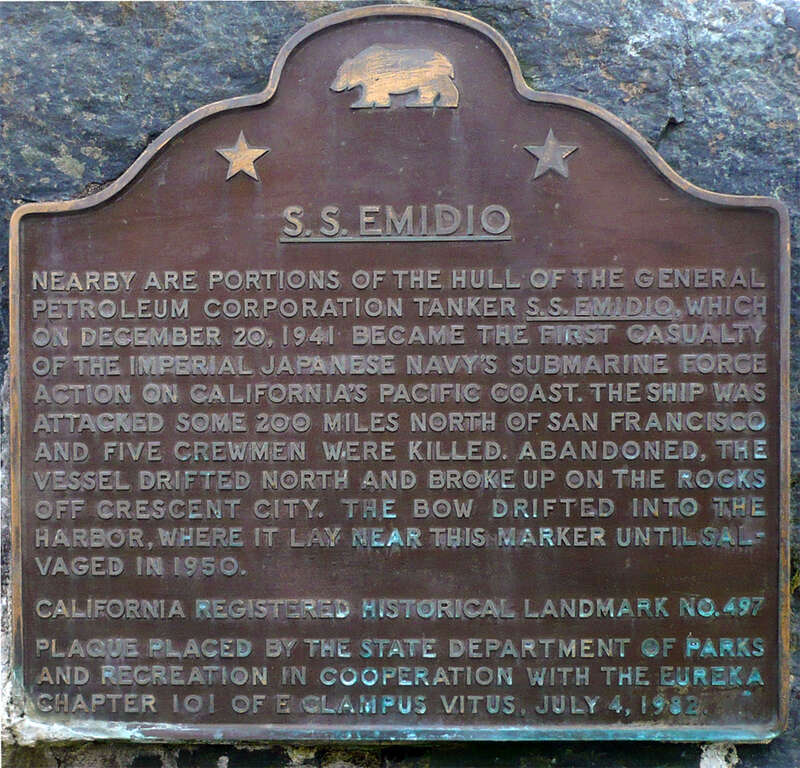 S. S. EMIDIO
NEARBY ARE PORTIONS OF THE HULL OF THE GENERAL
PETROLEUM CORPORATION TANKER S.S. EMIDIO, WHICH
ON DECEMBER 20, 1941 BECAME THE FIRST CASUALTY
OF THE IMPERIAL JAPANESE NAVY'S SUBMARINE FORCE
ACTION ON CALIFORNIA'S PACIFIC COAST. THE SHIP WAS
ATTACKED SOME 200 MILES NORTH OF SAN FRANCISCO
AND FIVE CREWMEN WERE KILLED. ABANDONED, THE
VESSEL DRIFTED NORTH AND BROKE UP ON THE ROCKS
OFF CRESCENT CITY. THE BOW DRIFTED INTO THE
HARBOR, WHERE IT LAY NEAR THIS MARKER UNTIL SAL-
VAGED IN 1950.
CALIFORNIA REGISTERED HISTORICAL LANDMARK NO. 497
PLAQUE PLACED BY THE STATE DEPARTMENT OF PARKS
AND RECREATION IN COOPERATION WITH THE EUREKA
CHAPTER 101 OF E CLAMPUS VITUS, JULY 4, 1982.